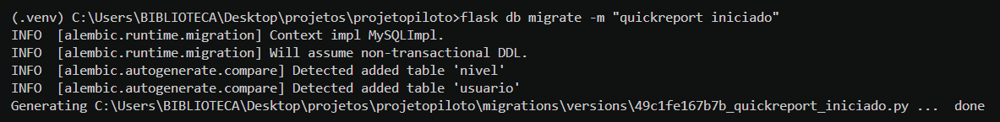 (.venv) C:\Users\BIBLIOTECA\Desktop\projetos\projetopiloto>flask db migrate -m "quickreport iniciado"
INFO  [alembic.runtime.migration] Context impl MySQLImpl.
INFO  [alembic.runtime.migration] Will assume non-transactional DDL.
INFO  [alembic.autogenerate.compare] Detected added table 'nivel'
INFO  [alembic.autogenerate.compare] Detected added table 'usuario'
Generating C:\Users\BIBLIOTECA\Desktop\projetos\projetopiloto\migrations\versions\49c1fe167b7b_quickreport_iniciado.py ...  done